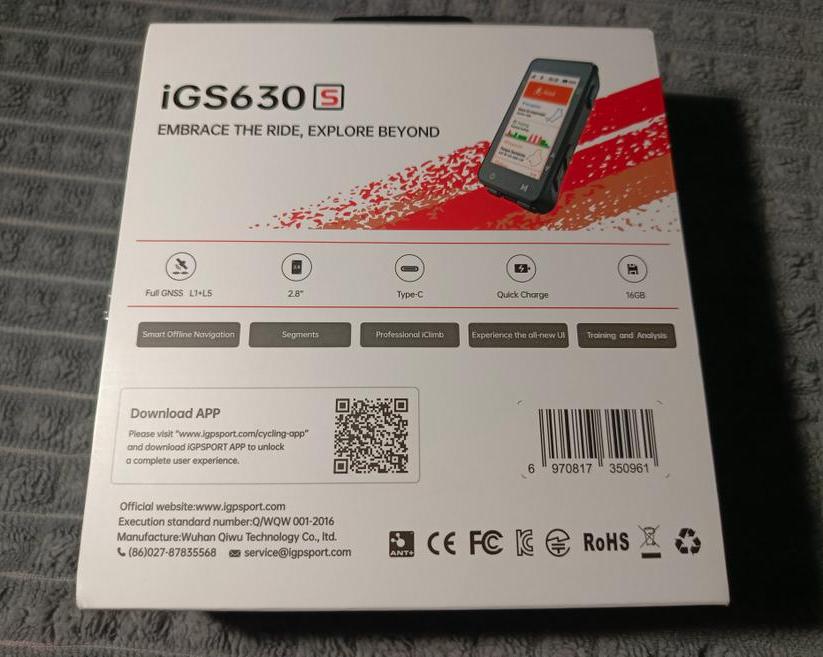 iGS630 S
EMBRACE THE RIDE, EXPLORE BEYOND
Full GNSS L1+L5
2.8"
Type-C
Quick Charge
16GB
Smart Offline Navigation
Segments
Professional iClimb
Experience the all-new UI
Training and Analysis
Download APP
Please visit "www.igpsport.com/cycling-app"
and download iGPSPORT APP to unlock
a complete user experience.
6 970817 350961
Official website:www.igpsport.com
Execution standard number:Q/WQW 001-2016
Manufacture:Wuhan Qiwu Technology Co., ltd.
(86)027-87835568 service@igpsport.com
ANT+ CE FC RoHS